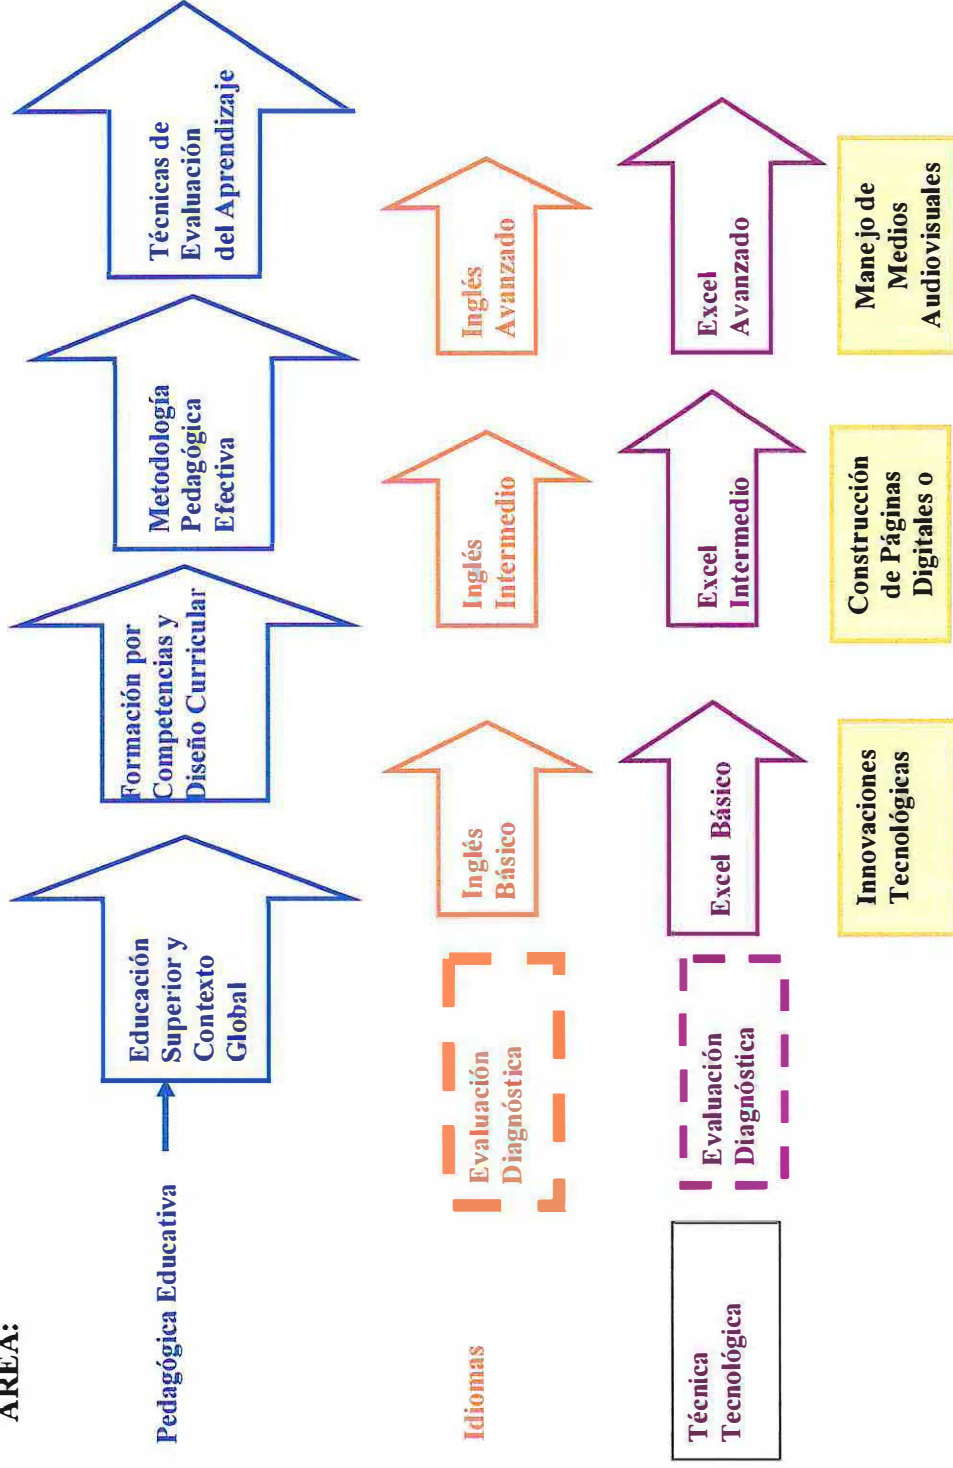 AREA:
Pedagógica Educativa
Educación
Superior y
Contexto
Global
Formación por
Competencias y
Diseño Curricular
Metodología
Pedagógica
Efectiva
Técnicas de
Evaluación
del Aprendizaje
Idiomas
Evaluación
Diagnóstica
Inglés
Básico
Inglés
Intermedio
Inglés
Avanzado
Técnica
Tecnológica
Evaluación
Diagnóstica
Excel Básico
Excel
Intermedio
Excel
Avanzado
Innovaciones
Tecnológicas
Construcción
de Páginas
Digitales o
Manejo de
Medios
Audiovisuales